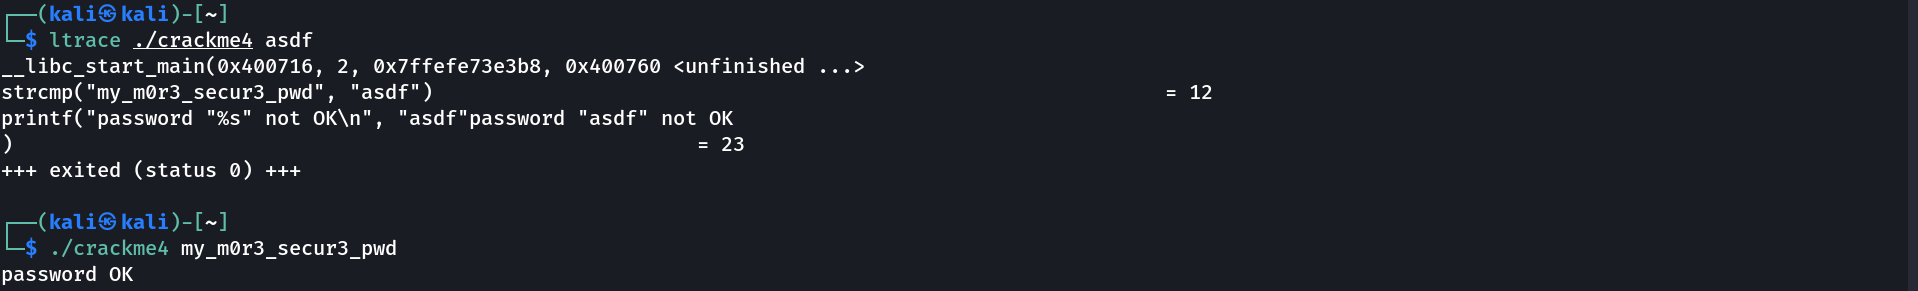 ┌──(kali㉿kali)-[~]
└─$ ltrace ./crackme4 asdf
__libc_start_main(0x400716, 2, 0x7ffefe73e3b8, 0x400760 <unfinished ...>
strcmp("my_m0r3_secur3_pwd", "asdf") = 12
printf("password "%s" not OK\n", "asdf"password "asdf" not OK
) = 23
+++ exited (status 0) +++
┌──(kali㉿kali)-[~]
└─$ ./crackme4 my_m0r3_secur3_pwd
password OK